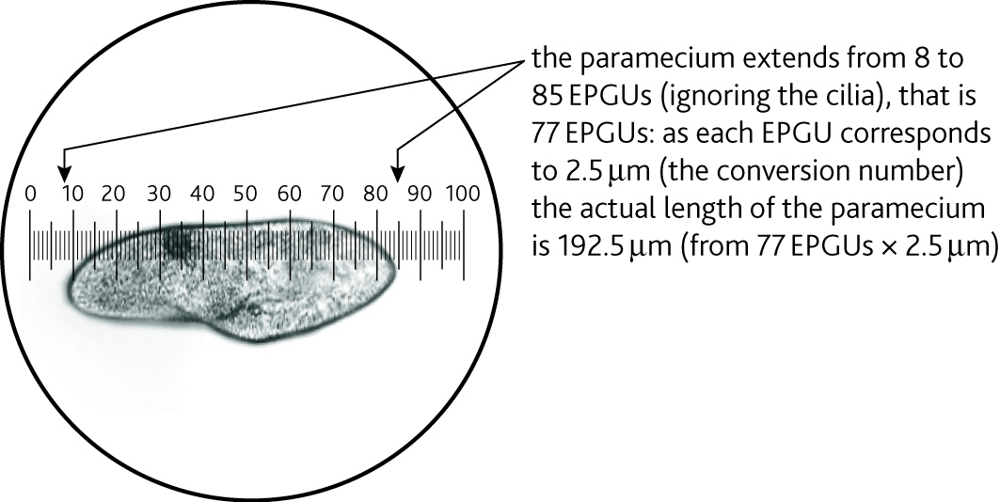 the paramecium extends from 8 to
85 EPGUs (ignoring the cilia), that is
77 EPGUs: as each EPGU corresponds
to 2.5 µm (the conversion number)
the actual length of the paramecium
is 192.5 µm (from 77 EPGUs × 2.5 µm)
0 10 20 30 40 50 60 70 80 90 100